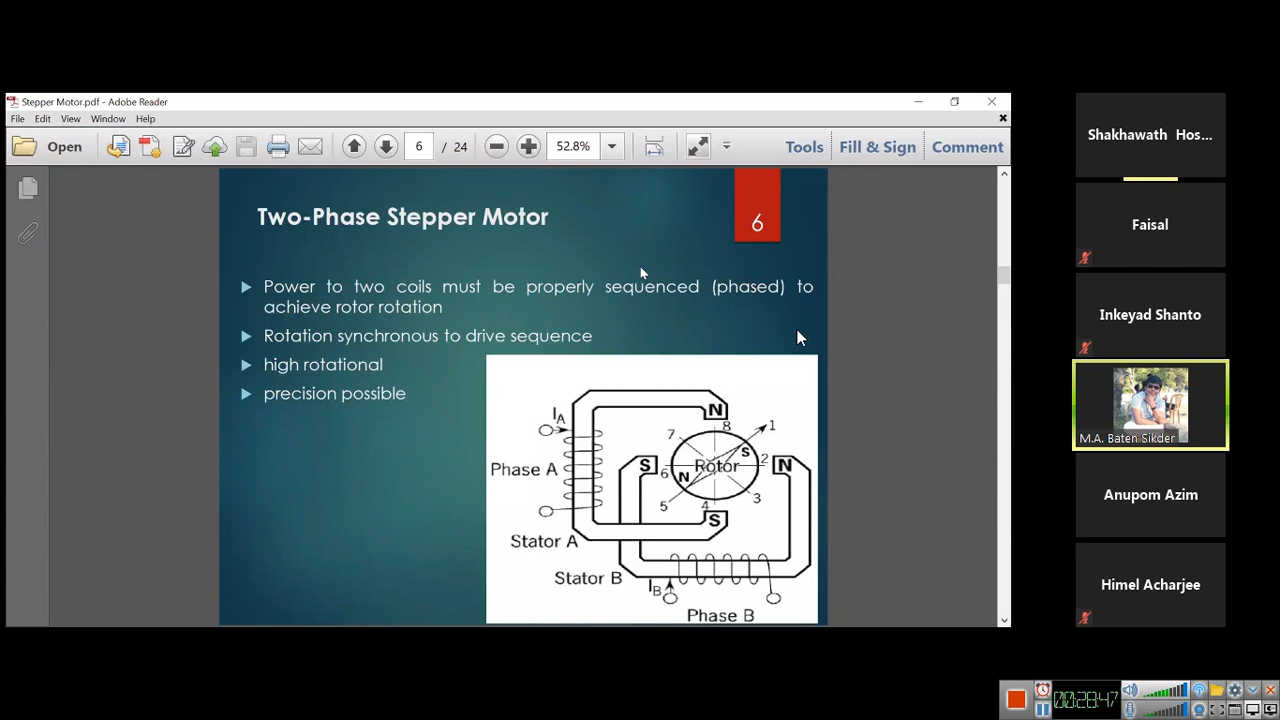 Stepper Motor.pdf - Adobe Reader
File Edit View Window Help
Open
6 / 24
52.8%
Tools
Fill & Sign
Comment
Two-Phase Stepper Motor
6
Power to two coils must be properly sequenced (phased) to
achieve rotor rotation
Rotation synchronous to drive sequence
high rotational
precision possible
N
IA
8
1
7
S
Phase A
S
Rotor
2
N
6
N
3
5
4
S
Stator A
Stator B
IB
Phase B
Shakhawath Hos...
Faisal
Inkeyad Shanto
M.A. Baten Sikder
Anupom Azim
Himel Acharjee
00:28:47